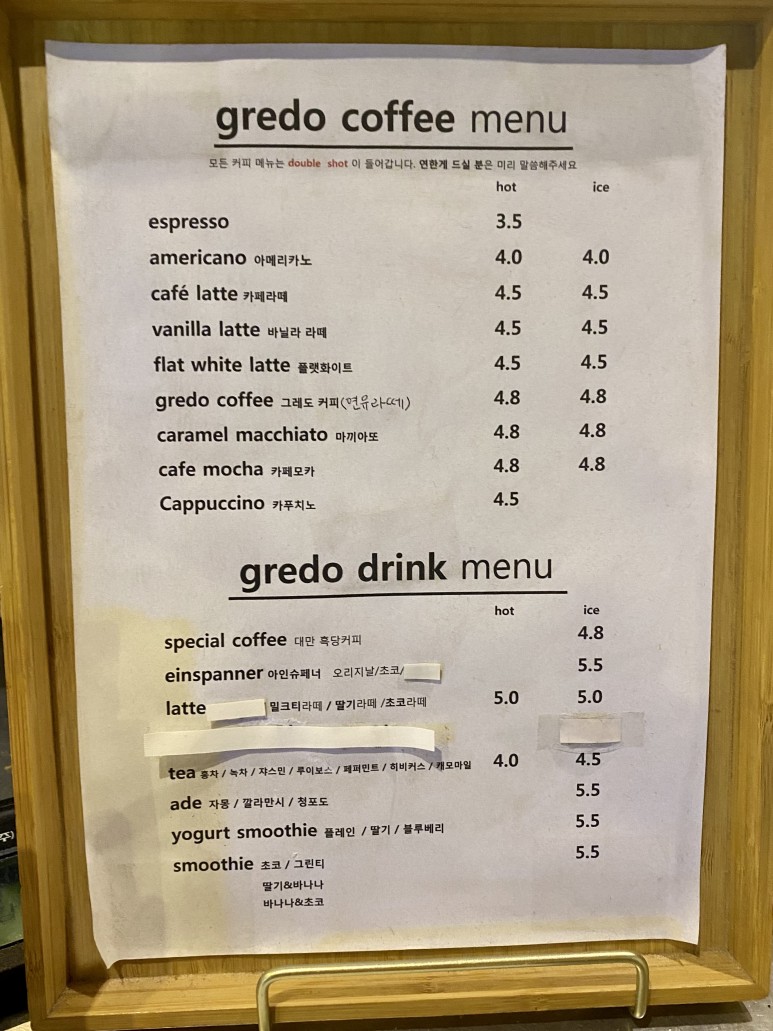 gredo coffee menu
모든 커피 메뉴는 double shot 이 들어갑니다. 연한게 드실 분은 미리 말씀해주세요
hot ice
espresso 3.5
americano 아메리카노 4.0 4.0
café latte 카페라떼 4.5 4.5
vanilla latte 바닐라 라떼 4.5 4.5
flat white latte 플랫화이트 4.5 4.5
gredo coffee 그레도 커피(연유라떼) 4.8 4.8
caramel macchiato 마끼아또 4.8 4.8
cafe mocha 카페모카 4.8 4.8
Cappuccino 카푸치노 4.5
gredo drink menu
hot ice
special coffee 대만 흑당커피 4.8
einspanner 아인슈페너 오리지날/초코/ 5.5
latte 밀크티라떼 / 딸기라떼 /초코라떼 5.0 5.0
tea 홍차 / 녹차 / 쟈스민 / 루이보스 / 페퍼민트 / 히비커스 / 캐모마일 4.0 4.5
ade 자몽 / 깔라만시 / 청포도 5.5
yogurt smoothie 플레인 / 딸기 / 블루베리 5.5
smoothie 초코 / 그린티 5.5
딸기&바나나
바나나&초코